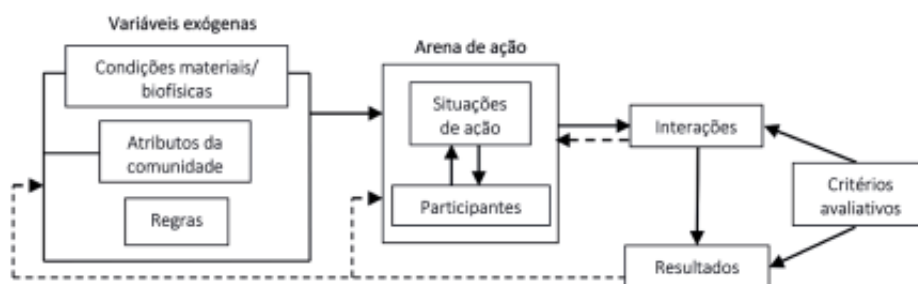 Variáveis exógenas
Condições materiais/
biofísicas
Atributos da
comunidade
Regras
Arena de ação
Situações
de ação
Participantes
Interações
Resultados
Critérios
avaliativos